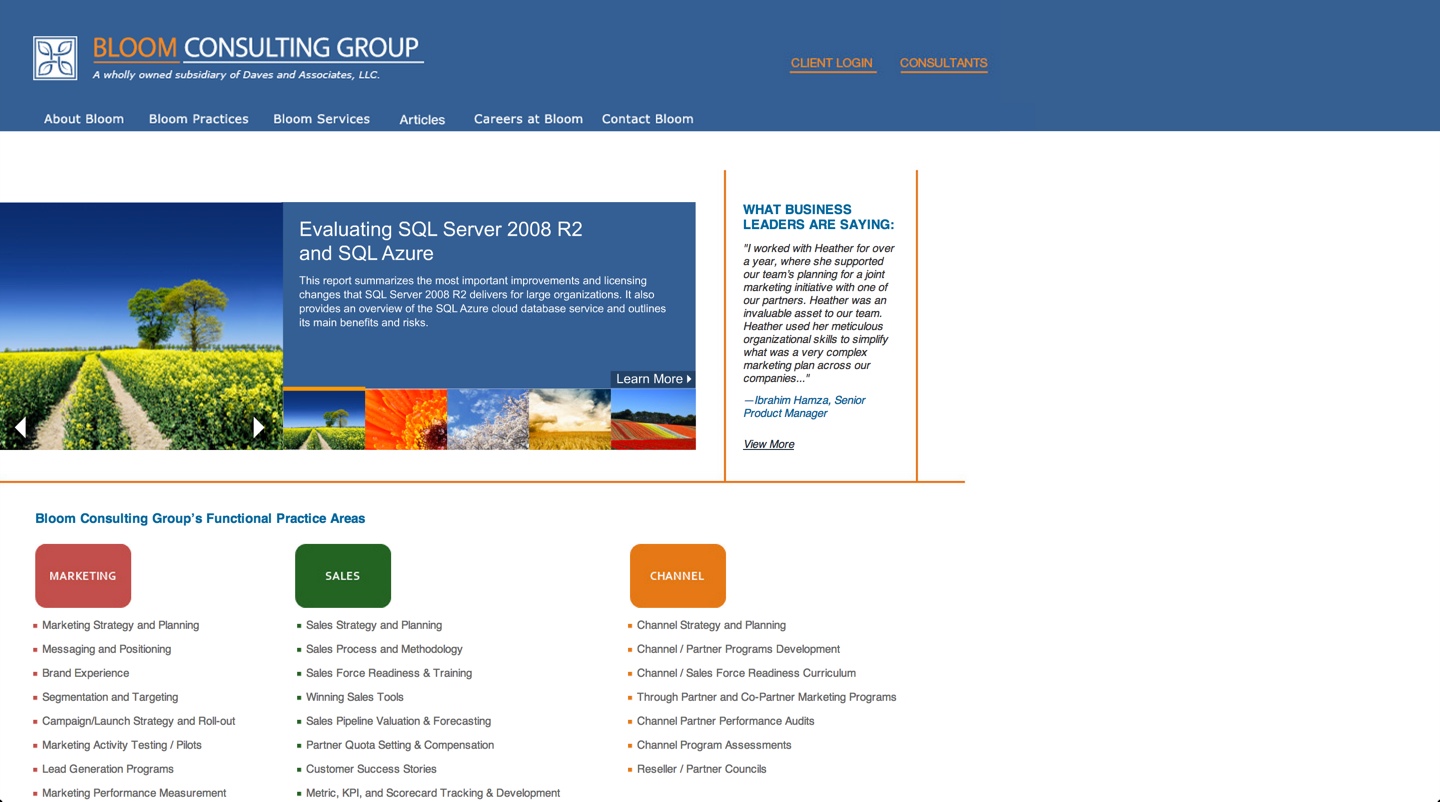 BLOOM CONSULTING GROUP
A wholly owned subsidiary of Daves and Associates, LLC.
CLIENT LOGIN CONSULTANTS
About Bloom Bloom Practices Bloom Services Articles Careers at Bloom Contact Bloom
Evaluating SQL Server 2008 R2
and SQL Azure
This report summarizes the most important improvements and licensing
changes that SQL Server 2008 R2 delivers for large organizations. It also
provides an overview of the SQL Azure cloud database service and outlines
its main benefits and risks.
Learn More
WHAT BUSINESS
LEADERS ARE SAYING:
"I worked with Heather for over
a year, where she supported
our team's planning for a joint
marketing initiative with one of
our partners. Heather was an
invaluable asset to our team.
Heather used her meticulous
organizational skills to simplify
what was a very complex
marketing plan across our
companies..."
—Ibrahim Hamza, Senior
Product Manager
View More
Bloom Consulting Group's Functional Practice Areas
MARKETING
Marketing Strategy and Planning
Messaging and Positioning
Brand Experience
Segmentation and Targeting
Campaign/Launch Strategy and Roll-out
Marketing Activity Testing / Pilots
Lead Generation Programs
Marketing Performance Measurement
SALES
Sales Strategy and Planning
Sales Process and Methodology
Sales Force Readiness & Training
Winning Sales Tools
Sales Pipeline Valuation & Forecasting
Partner Quota Setting & Compensation
Customer Success Stories
Metric, KPI, and Scorecard Tracking & Development
CHANNEL
Channel Strategy and Planning
Channel / Partner Programs Development
Channel / Sales Force Readiness Curriculum
Through Partner and Co-Partner Marketing Programs
Channel Partner Performance Audits
Channel Program Assessments
Reseller / Partner Councils